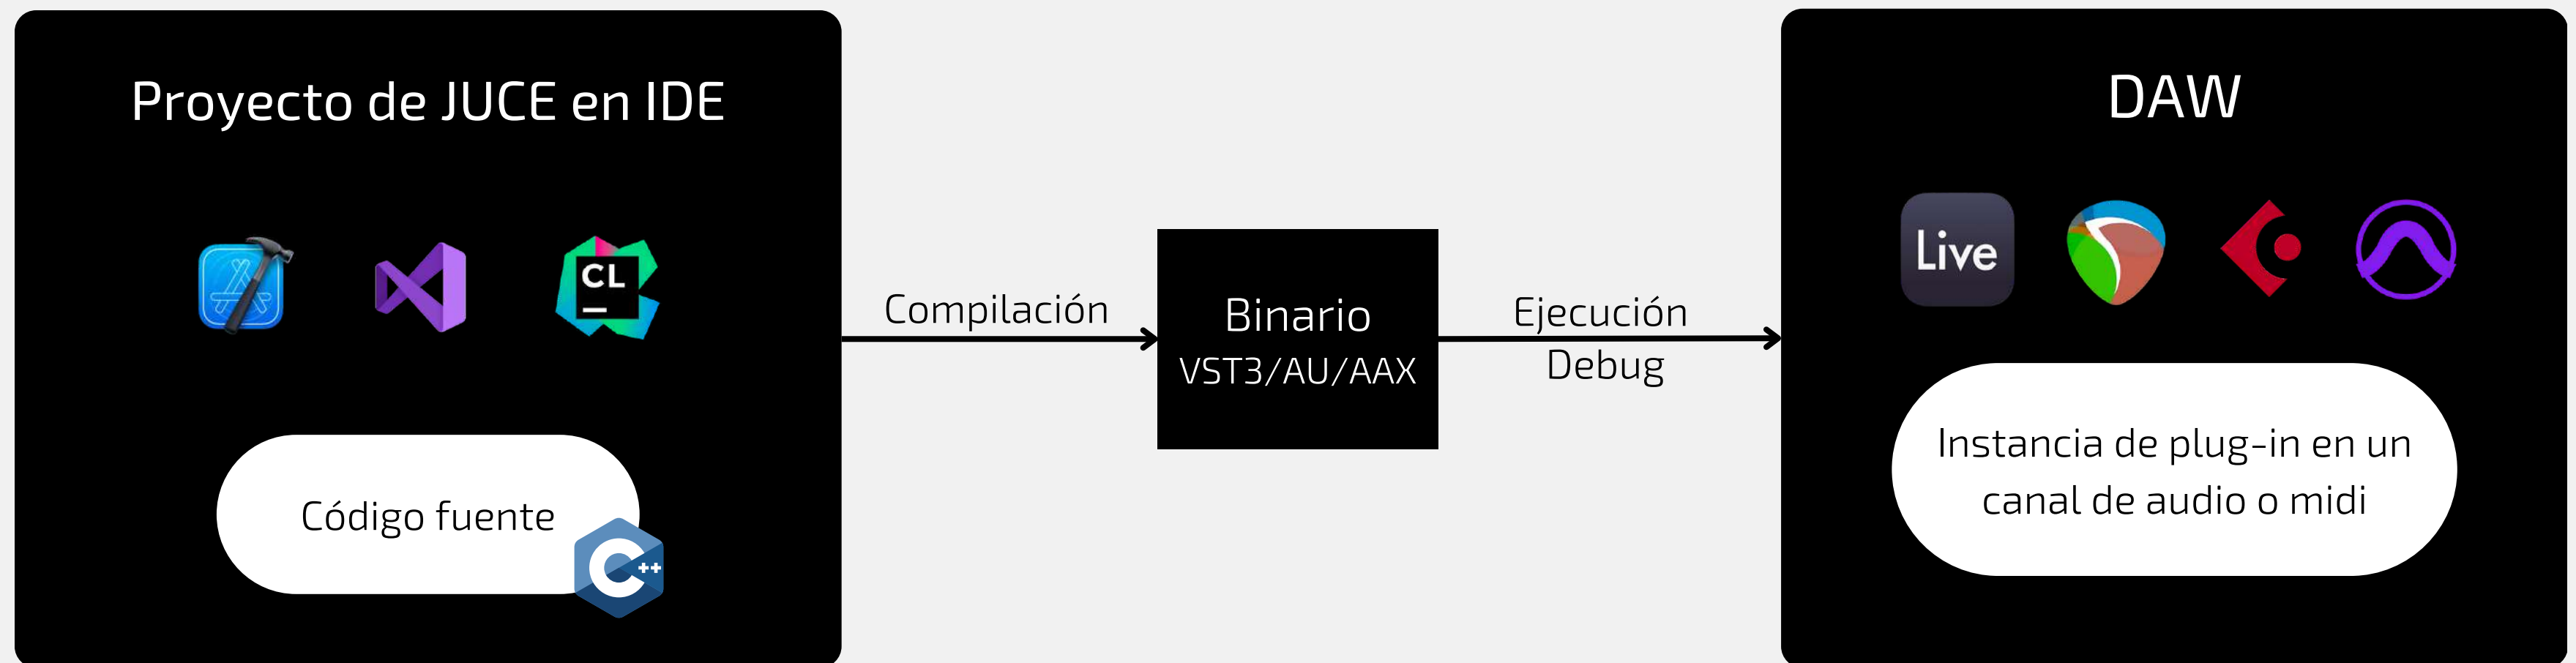 Proyecto de JUCE en IDE
CL
Código fuente
C++
Compilación
Binario
VST3/AU/AAX
Ejecución
Debug
DAW
Live
Instancia de plug-in en un
canal de audio o midi